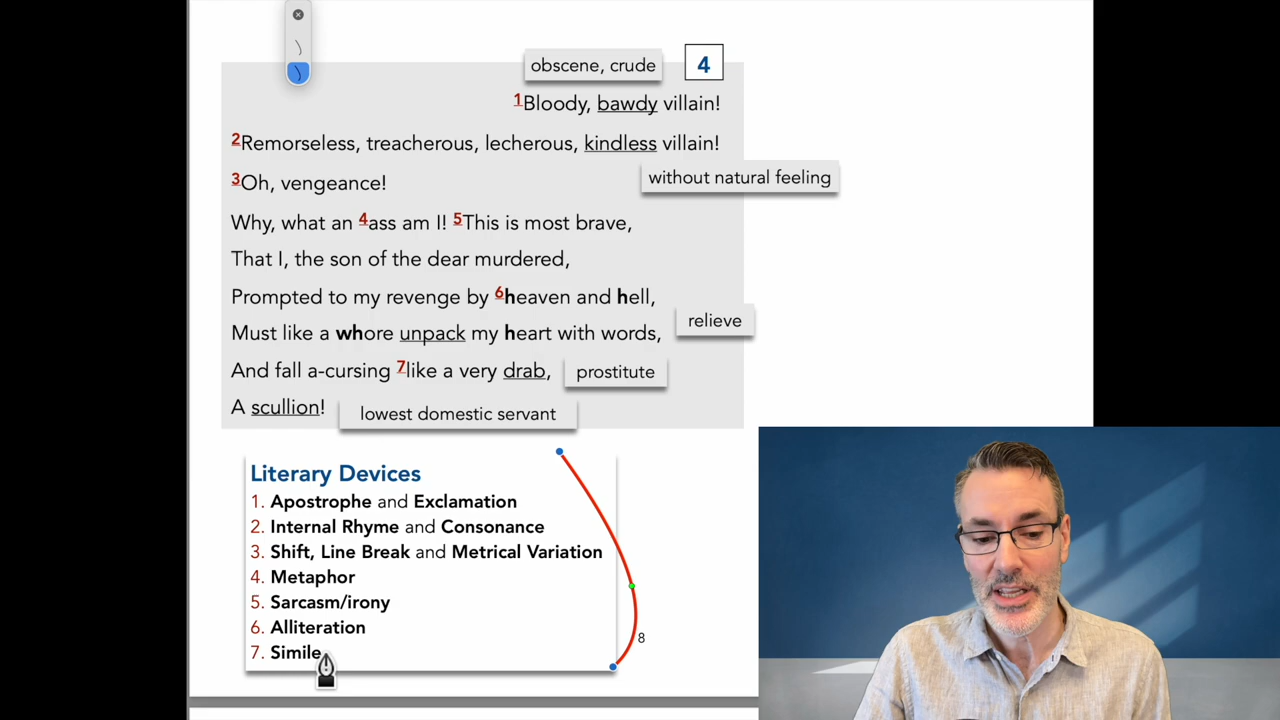 obscene, crude
4
1Bloody, bawdy villain!
2Remorseless, treacherous, lecherous, kindless villain!
without natural feeling
3Oh, vengeance!
Why, what an 4ass am I! 5This is most brave,
That I, the son of the dear murdered,
Prompted to my revenge by 6heaven and hell,
relieve
Must like a whore unpack my heart with words,
And fall a-cursing 7like a very drab,
prostitute
A scullion!
lowest domestic servant
Literary Devices
1. Apostrophe and Exclamation
2. Internal Rhyme and Consonance
3. Shift, Line Break and Metrical Variation
4. Metaphor
5. Sarcasm/irony
6. Alliteration
7. Simile
8